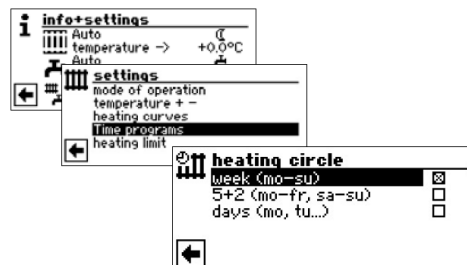 info+settings
Auto
temperature -> +0.0°C
Auto
settings
mode of operation
temperature + -
heating curves
Time programs
heating limit
heating circle
week (mo-su)
5+2 (mo-fr, sa-su)
days (mo, tu...)